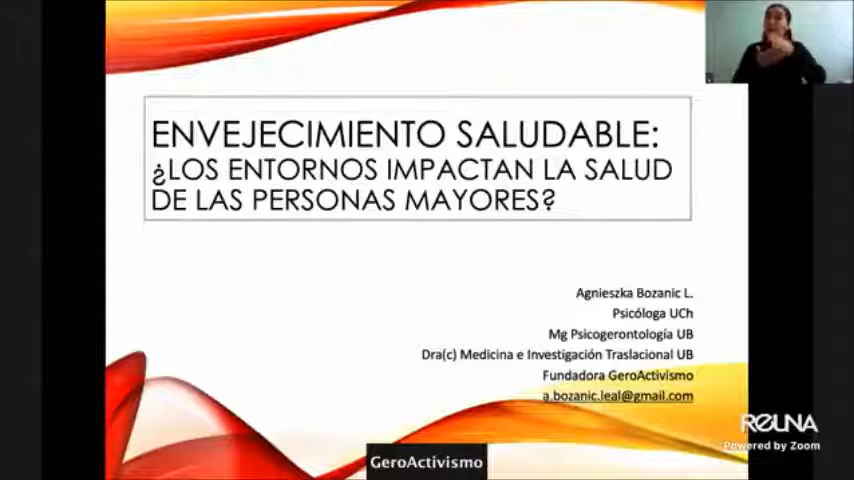 ENVEJECIMIENTO SALUDABLE:
¿LOS ENTORNOS IMPACTAN LA SALUD
DE LAS PERSONAS MAYORES?
Agnieszka Bozanic L.
Psicóloga UCh
Mg Psicogerontología UB
Dra(c) Medicina e Investigación Traslacional UB
Fundadora GeroActivismo
a.bozanic.leal@gmail.com
REUNA
Powered by Zoom
GeroActivismo